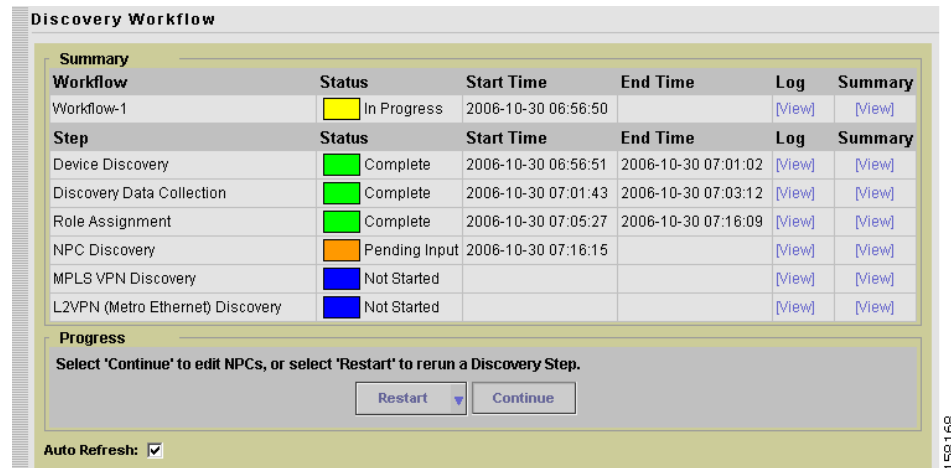 Discovery Workflow
Summary
Workflow Status Start Time End Time Log Summary
Workflow-1 In Progress 2006-10-30 06:56:50 [View] [View]
Step Status Start Time End Time Log Summary
Device Discovery Complete 2006-10-30 06:56:51 2006-10-30 07:01:02 [View] [View]
Discovery Data Collection Complete 2006-10-30 07:01:43 2006-10-30 07:03:12 [View] [View]
Role Assignment Complete 2006-10-30 07:05:27 2006-10-30 07:16:09 [View] [View]
NPC Discovery Pending Input 2006-10-30 07:16:15 [View] [View]
MPLS VPN Discovery Not Started [View] [View]
L2VPN (Metro Ethernet) Discovery Not Started [View] [View]
Progress
Select 'Continue' to edit NPCs, or select 'Restart' to rerun a Discovery Step.
Restart Continue
Auto Refresh:
158168